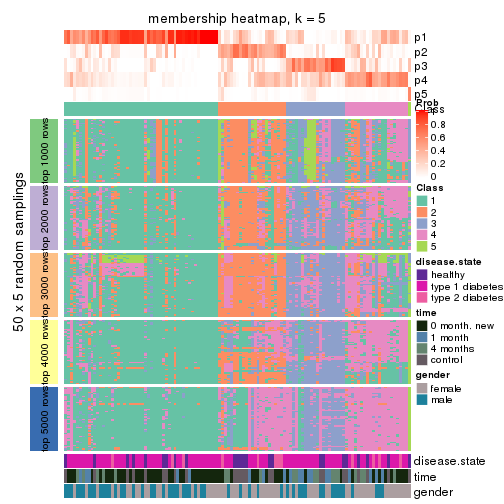 membership heatmap, k = 5
p1
p2
p3
p4
p5
Prob
Class
1
0.8
0.6
0.4
0.2
0
Class
1
2
3
4
5
disease.state
healthy
type 1 diabetes
type 2 diabetes
time
0 month. new
1 month
4 months
control
gender
female
male
50 x 5 random samplings
top 1000 rows
top 2000 rows
top 3000 rows
top 4000 rows
top 5000 rows
disease.state
time
gender